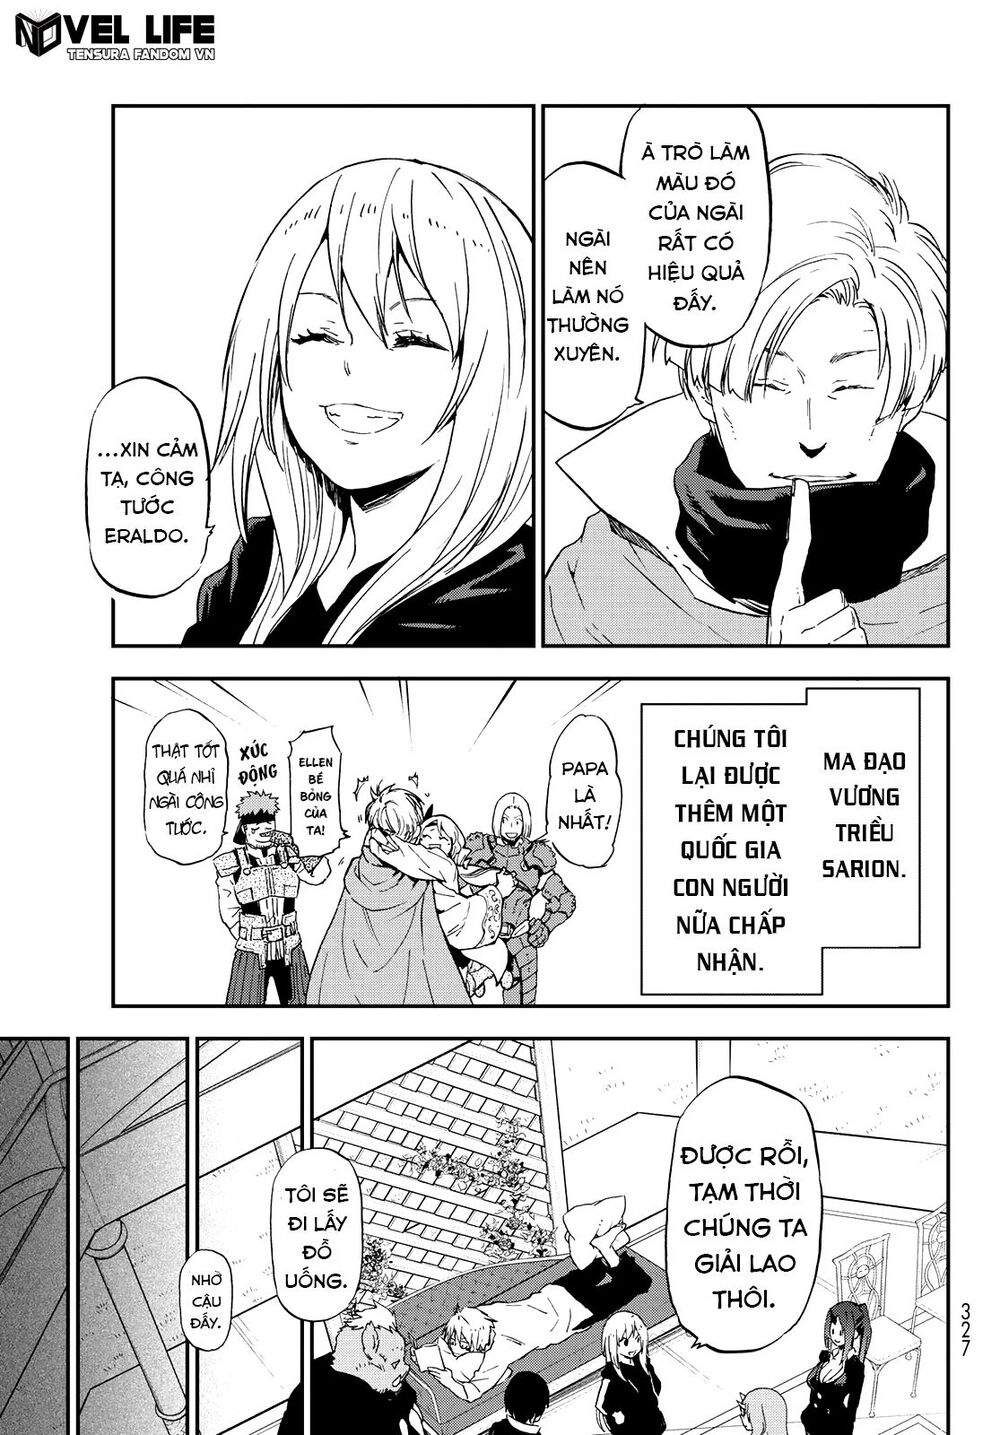 NOVEL LIFE
TENSURA FANDOM VN
À TRÒ LÀM
MÀU ĐÓ
CỦA NGÀI
RẤT CÓ
HIỆU QUẢ
ĐẤY.
NGÀI
NÊN
LÀM NÓ
THƯỜNG
XUYÊN.
...XIN CẢM
TẠ, CÔNG
TƯỚC
ERALDO.
MA ĐẠO
VƯƠNG
TRIỀU
SARION.
CHÚNG TÔI
LẠI ĐƯỢC
THÊM MỘT
QUỐC GIA
CON NGƯỜI
NỮA CHẤP
NHẬN.
PAPA
LÀ
NHẤT!
ELLEN
BÉ
BỎNG
CỦA
TA!
XÚC
ĐỘNG
THẬT TỐT
QUÁ NHỈ
NGÀI CÔNG
TƯỚC.
ĐƯỢC RỒI,
TẠM THỜI
CHÚNG TA
GIẢI LAO
THÔI.
TÔI SẼ
ĐI LẤY
ĐỒ
UỐNG.
NHỜ
CẬU
ĐẤY.
327